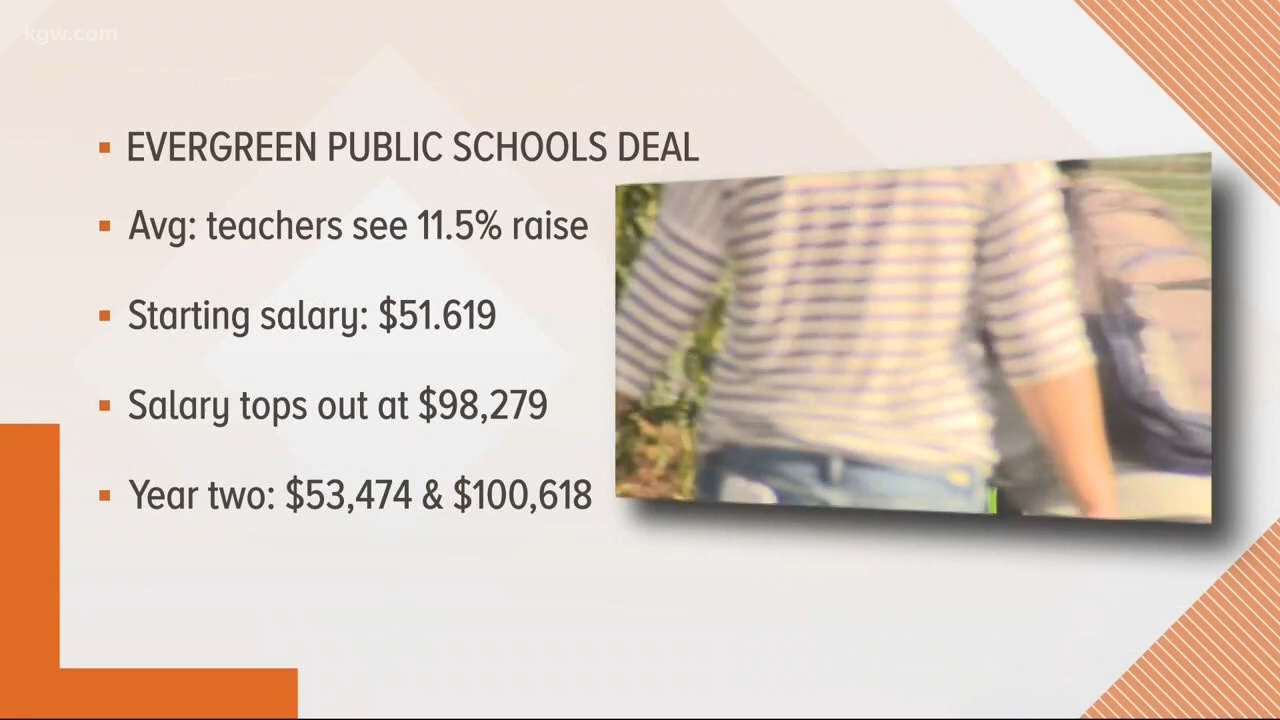 kgw.com
EVERGREEN PUBLIC SCHOOLS DEAL
Avg: teachers see 11.5% raise
Starting salary: $51.619
Salary tops out at $98,279
Year two: $53,474 & $100,618